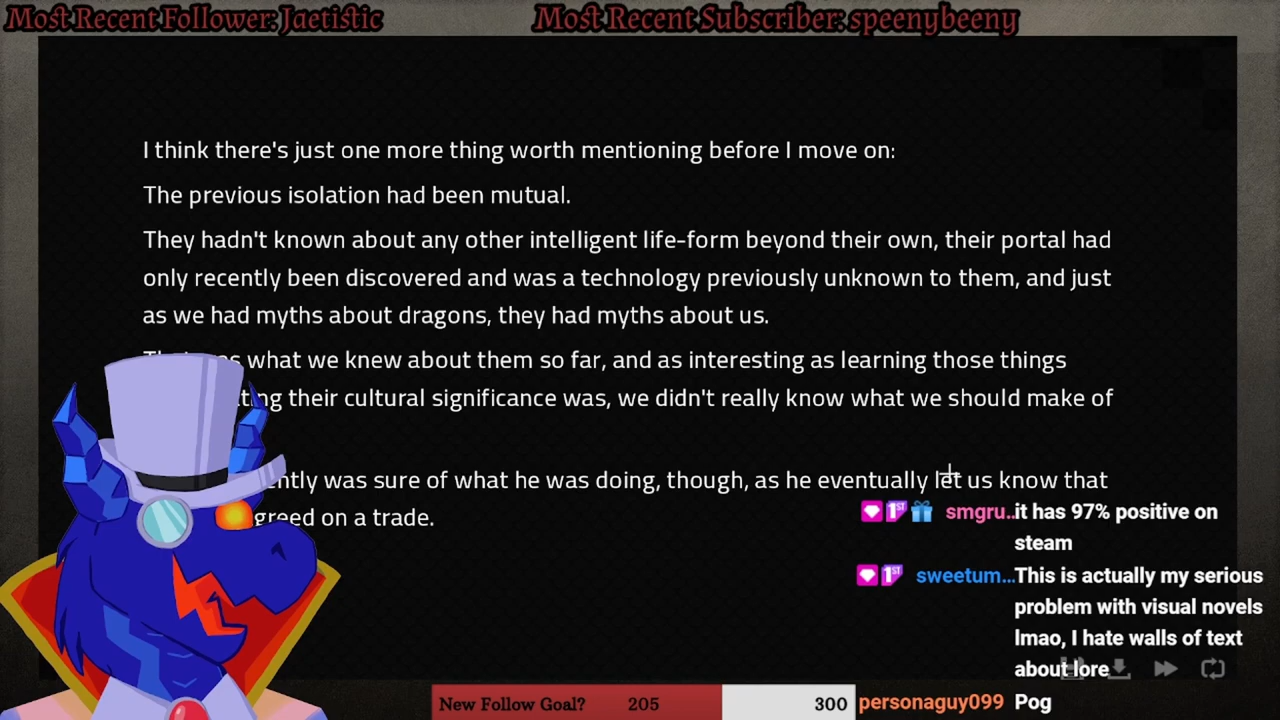 Most Recent Follower: Jaetistic
Most Recent Subscriber: speenybeeny
I think there's just one more thing worth mentioning before I move on:
The previous isolation had been mutual.
They hadn't known about any other intelligent life-form beyond their own, their portal had
only recently been discovered and was a technology previously unknown to them, and just
as we had myths about dragons, they had myths about us.
what we knew about them so far, and as interesting as learning those things
their cultural significance was, we didn't really know what we should make of
was sure of what he was doing, though, as he eventually let us know that
on a trade.
smgru.. it has 97% positive on
steam
sweetum... This is actually my serious
problem with visual novels
lmao, I hate walls of text
about lore
personaguy099 Pog
New Follow Goal? 205 300